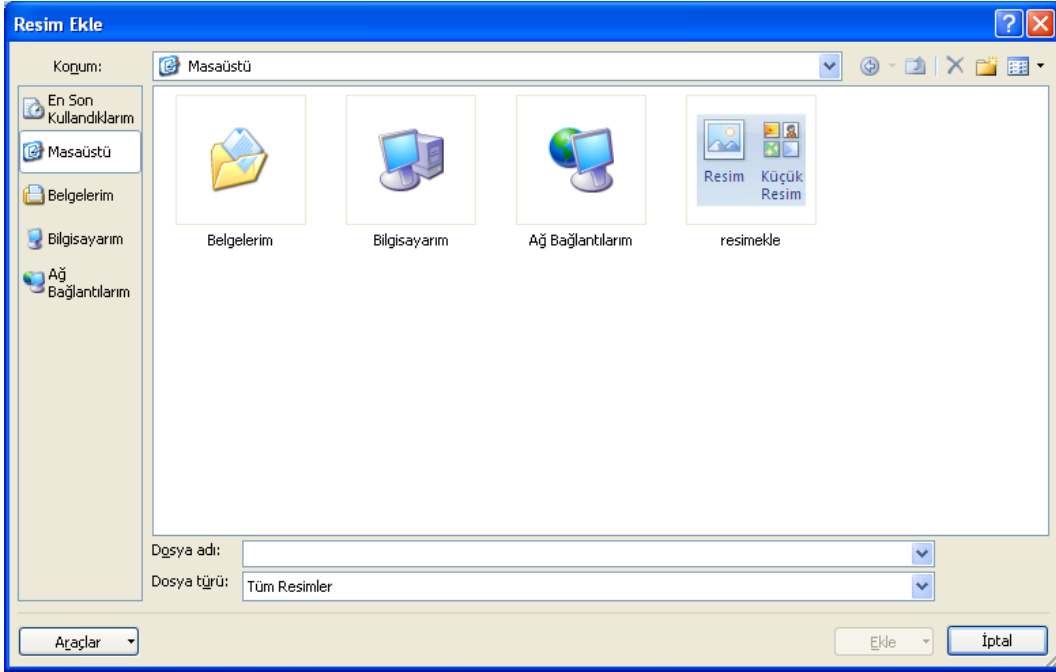 Resim Ekle
Konum:
Masaüstü
En Son
Kullandıklarım
Masaüstü
Belgelerim
Bilgisayarım
Ağ
Bağlantılarım
Resim
Küçük
Resim
Belgelerim
Bilgisayarım
Ağ Bağlantılarım
resimekle
Dosya adı:
Dosya türü:
Tüm Resimler
Araçlar
Ekle
İptal